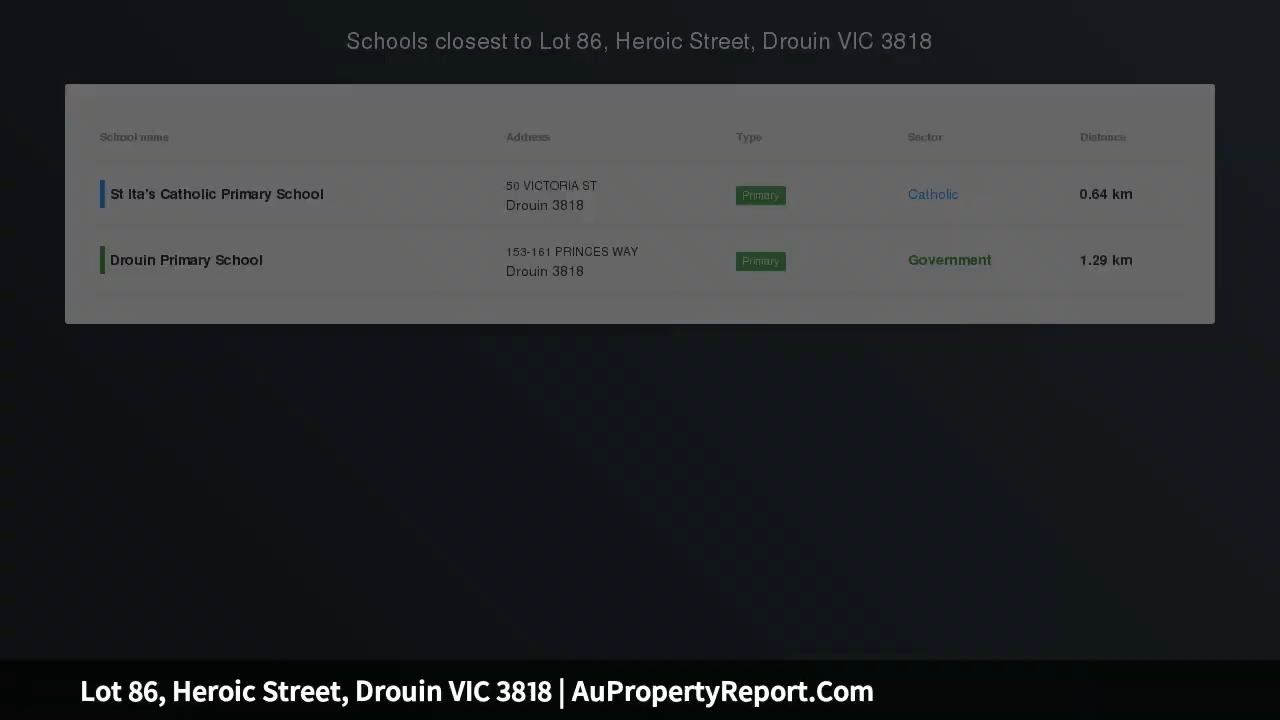 Schools closest to Lot 86, Heroic Street, Drouin VIC 3818
School name Address Type Sector Distance
St Ita's Catholic Primary School 50 VICTORIA ST Drouin 3818 Primary Catholic 0.64 km
Drouin Primary School 153-161 PRINCES WAY Drouin 3818 Primary Government 1.29 km
Lot 86, Heroic Street, Drouin VIC 3818 | AuPropertyReport.Com